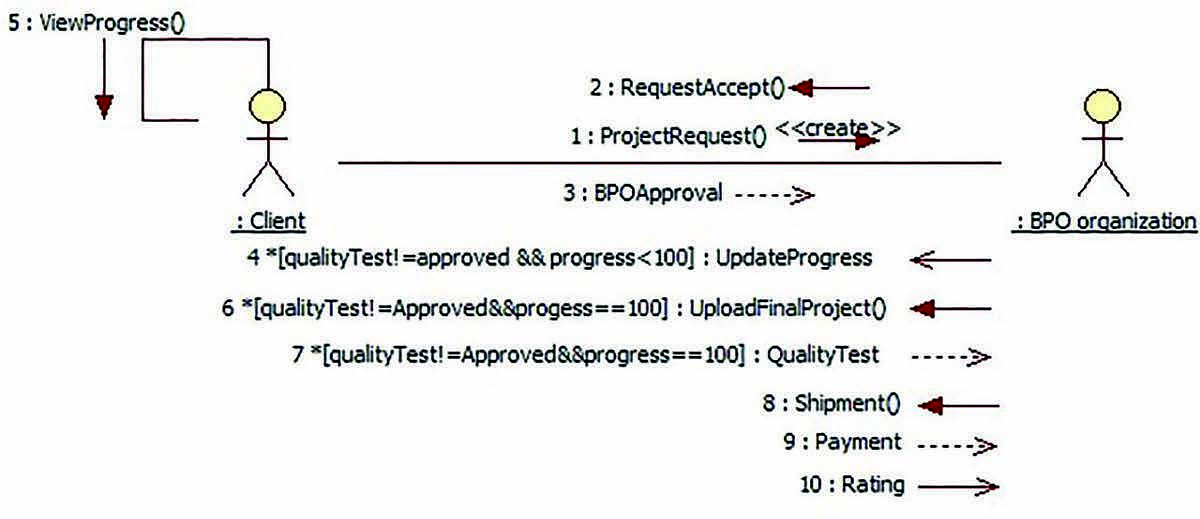 5 : ViewProgress()
2 : RequestAccept()
1 : ProjectRequest() <<create>>
3 : BPOApproval
: Client
: BPO organization
4 *[qualityTest!=approved && progress<100] : UpdateProgress
6 *[qualityTest!=Approved&&progess==100] : UploadFinalProject()
7 *[qualityTest!=Approved&&progress==100] : QualityTest
8 : Shipment()
9 : Payment
10 : Rating